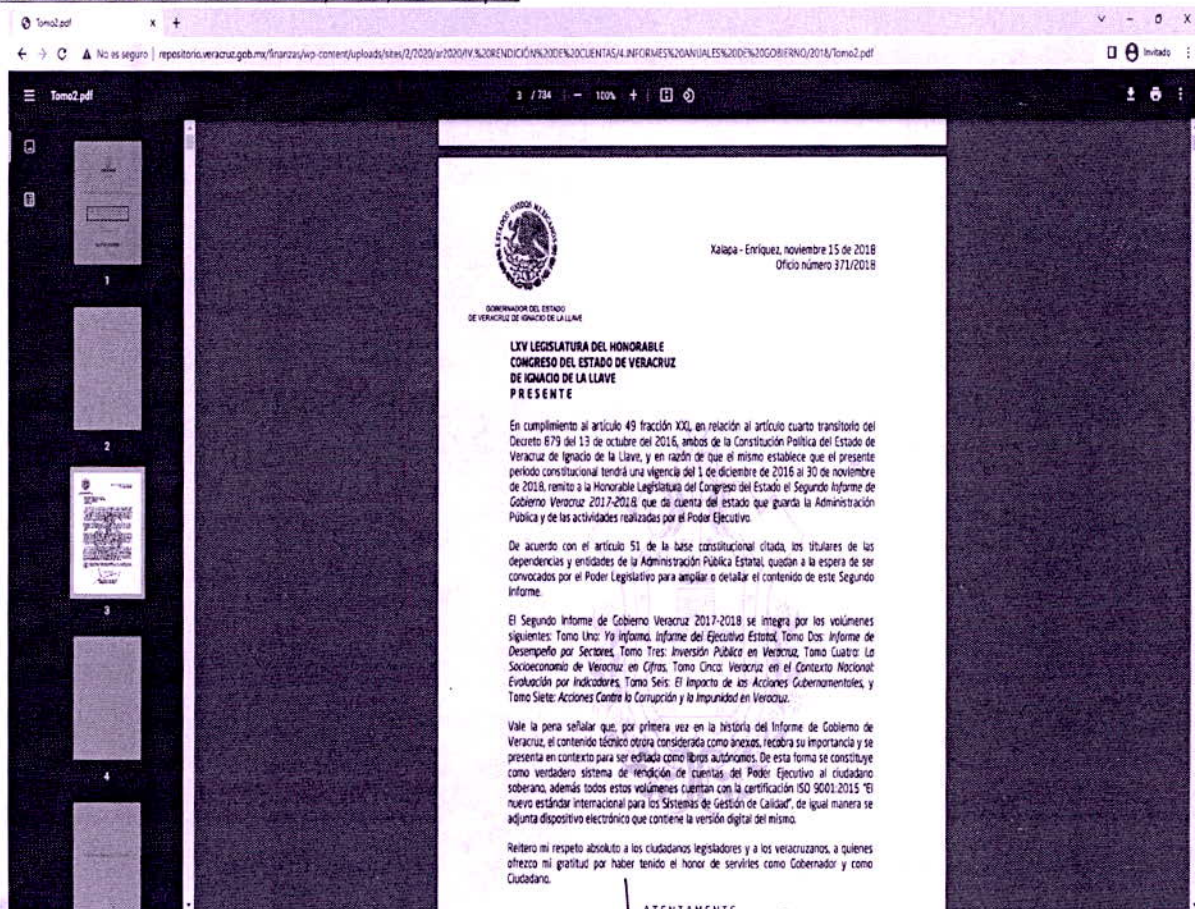 Tomo2.pdf
No es seguro | repositorio.veracruz.gob.mx/finanzas/wp-content/uploads/sites/2/2020/ar2020/IV.%20RENDICIÓN%20DE%20CUENTAS/4.INFORMES%20ANUALES%20DE%20GOBIERNO/2018/Tomo2.pdf
Invitado
Tomo2.pdf
3 / 784
100%
1
2
3
4
ESTADOS UNIDOS MEXICANOS
Xalapa - Enríquez, noviembre 15 de 2018
Oficio número 371/2018
GOBERNADOR DEL ESTADO
DE VERACRUZ DE IGNACIO DE LA LLAVE
LXV LEGISLATURA DEL HONORABLE
CONGRESO DEL ESTADO DE VERACRUZ
DE IGNACIO DE LA LLAVE
PRESENTE
En cumplimiento al artículo 49 fracción XXI, en relación al artículo cuarto transitorio del
Decreto 879 del 13 de octubre del 2016, ambos de la Constitución Política del Estado de
Veracruz de Ignacio de la Llave, y en razón de que el mismo establece que el presente
periodo constitucional tendrá una vigencia del 1 de diciembre de 2016 al 30 de noviembre
de 2018, remito a la Honorable Legislatura del Congreso del Estado el Segundo Informe de
Gobierno Veracruz 2017-2018, que da cuenta del estado que guarda la Administración
Pública y de las actividades realizadas por el Poder Ejecutivo.
De acuerdo con el artículo 51 de la base constitucional citada, los titulares de las
dependencias y entidades de la Administración Pública Estatal, quedan a la espera de ser
convocados por el Poder Legislativo para ampliar o detallar el contenido de este Segundo
Informe.
El Segundo Informe de Gobierno Veracruz 2017-2018 se integra por los volúmenes
siguientes: Tomo Uno: Yo informo. Informe del Ejecutivo Estatal, Tomo Dos: Informe de
Desempeño por Sectores, Tomo Tres: Inversión Pública en Veracruz, Tomo Cuatro: La
Socioeconomía de Veracruz en Cifras, Tomo Cinco: Veracruz en el Contexto Nacional:
Evaluación por Indicadores, Tomo Seis: El Impacto de las Acciones Gubernamentales, y
Tomo Siete: Acciones Contra la Corrupción y la Impunidad en Veracruz.
Vale la pena señalar que, por primera vez en la historia del Informe de Gobierno de
Veracruz, el contenido técnico otrora considerada como anexos, recobra su importancia y se
presenta en contexto para ser editada como libros autónomos. De esta forma se constituye
como verdadero sistema de rendición de cuentas del Poder Ejecutivo al ciudadano
soberano, además todos estos volúmenes cuentan con la certificación ISO 9001:2015 "El
nuevo estándar internacional para los Sistemas de Gestión de Calidad", de igual manera se
adjunta dispositivo electrónico que contiene la versión digital del mismo.
Reitero mi respeto absoluto a los ciudadanos legisladores y a los veracruzanos, a quienes
ofrezco mi gratitud por haber tenido el honor de servirles como Gobernador y como
Ciudadano.
ATENTAMENTE